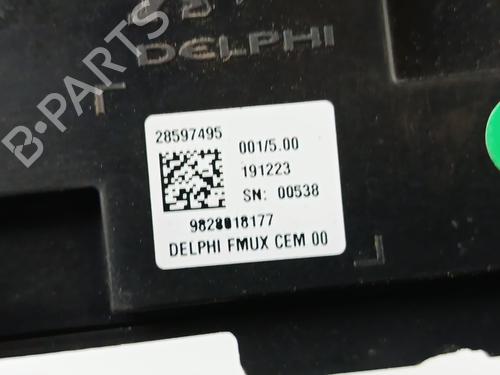 DELPHI
28597495
001/5.00
191223
SN: 00538
9828018177
DELPHI FMUX CEM 00
B-PARTS